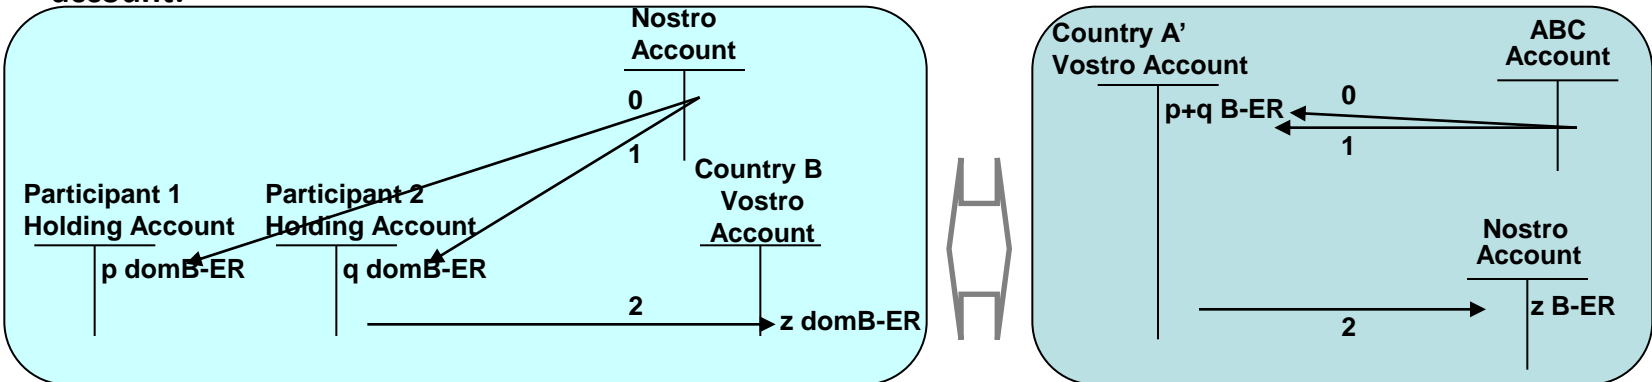 account.
Nostro
Account
0
1
Participant 1
Holding Account
p domB-ER
Participant 2
Holding Account
q domB-ER
Country B
Vostro
Account
2
z domB-ER
Country A’
Vostro Account
p+q B-ER
0
1
ABC
Account
Nostro
Account
z B-ER
2